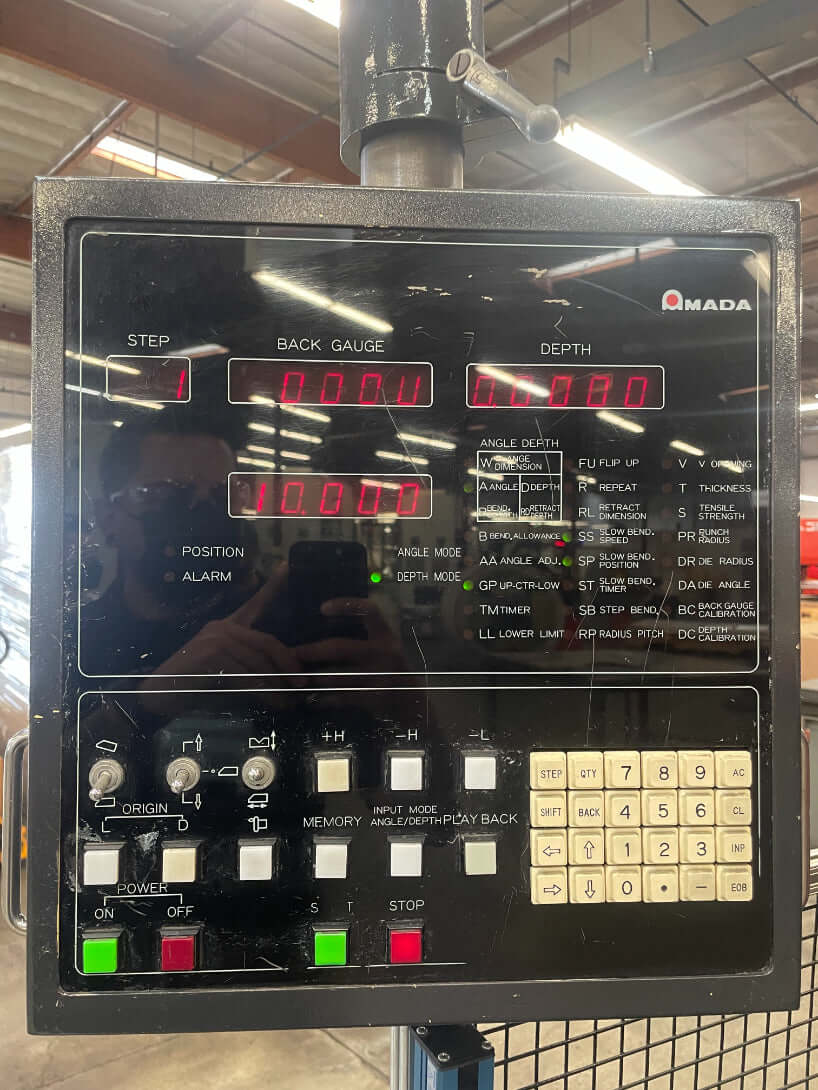 AMADA
STEP
BACK GAUGE
DEPTH
1
10.000
ANGLE DEPTH
DIMENSION
A ANGLE
D DEPTH
RD RETRACT DEPTH
B BEND. ALLOWANCE
AA ANGLE ADJ.
GP UP-CTR-LOW
TM TIMER
LL LOWER LIMIT
FU FLIP UP
R REPEAT
RL RETRACT DIMENSION
SS SLOW BEND. SPEED
SP SLOW BEND. POSITION
ST SLOW BEND. TIMER
SB STEP BEND.
RP RADIUS PITCH
V V OPENING
T THICKNESS
S TENSILE STRENGTH
PR PUNCH RADIUS
DR DIE RADIUS
DA DIE ANGLE
BC BACK GAUGE CALIBRATION
DC DEPTH CALIBRATION
POSITION
ALARM
ANGLE MODE
DEPTH MODE
+H
-H
-L
ORIGIN
L
D
MEMORY
INPUT MODE
ANGLE/DEPTH
PLAY BACK
POWER
ON
OFF
S T
STOP
STEP QTY 7 8 9 AC
SHIFT BACK 4 5 6 CL
⇦ ⇧ 1 2 3 INP
⇨ ⇩ 0 • − EOB